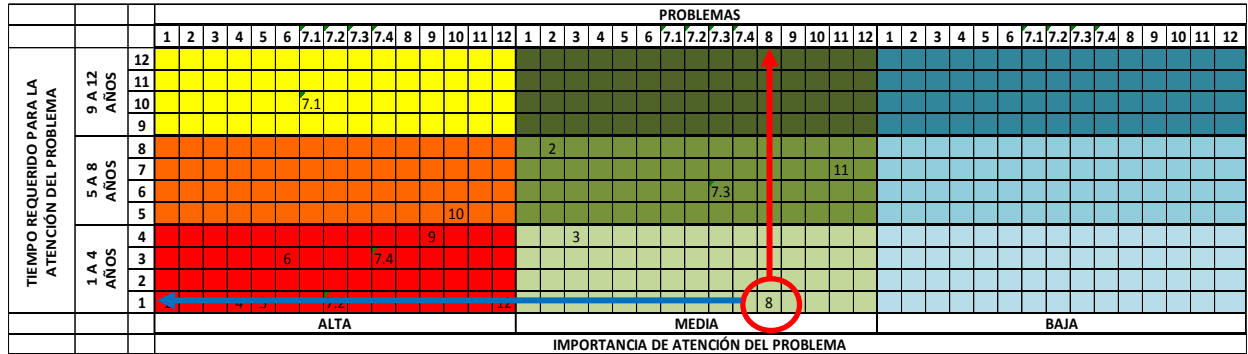 PROBLEMAS
1 2 3 4 5 6 7.1 7.2 7.3 7.4 8 9 10 11 12 1 2 3 4 5 6 7.1 7.2 7.3 7.4 8 9 10 11 12 1 2 3 4 5 6 7.1 7.2 7.3 7.4 8 9 10 11 12
TIEMPO REQUERIDO PARA LA
ATENCIÓN DEL PROBLEMA
9 A 12
AÑOS
12
11
10 7.1
9
5 A 8
AÑOS
8 2
7 11
6 7.3
5 10
1 A 4
AÑOS
4 9 3
3 6 7.4
2
1 4 5 7.2 12 8
ALTA MEDIA BAJA
IMPORTANCIA DE ATENCIÓN DEL PROBLEMA